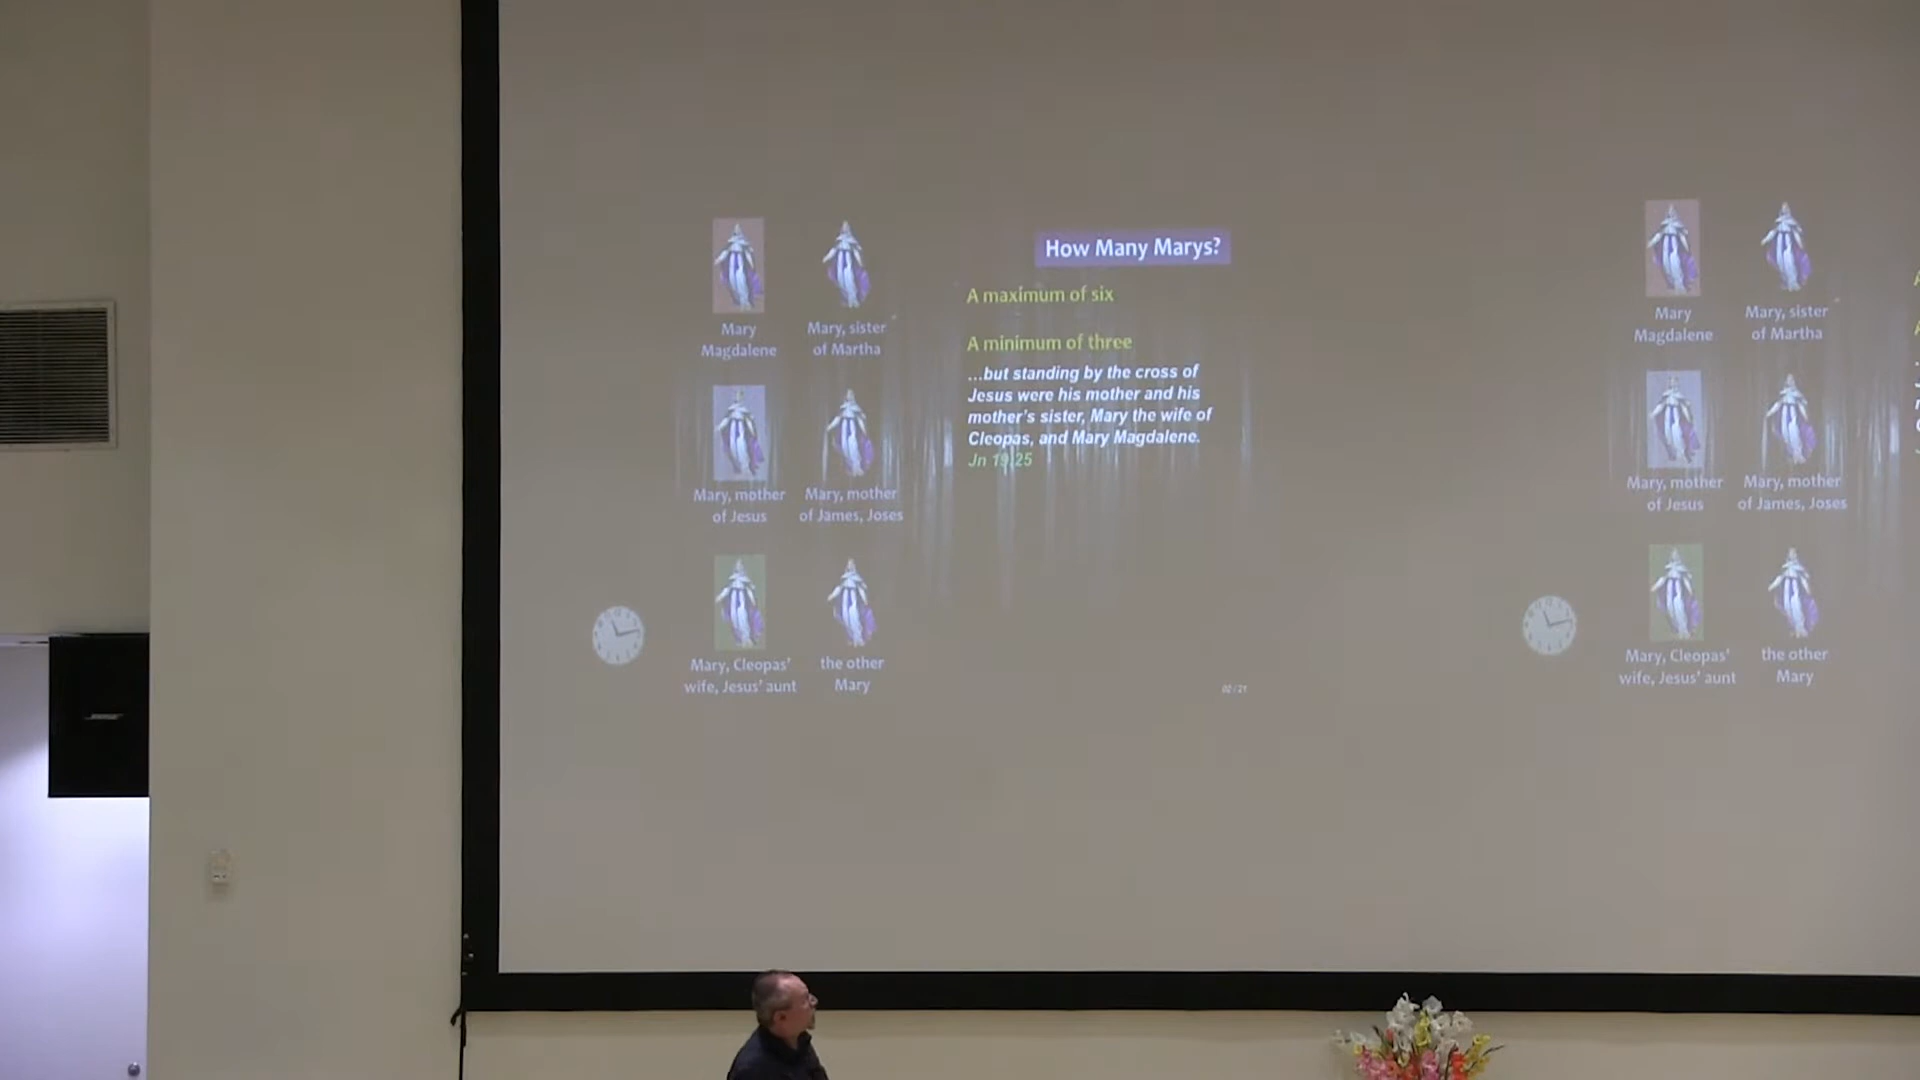 Mary
Magdalene
Mary, sister
of Martha
Mary, mother
of Jesus
Mary, mother
of James, Joses
Mary, Cleopas'
wife, Jesus' aunt
the other
Mary
How Many Marys?
A maximum of six
A minimum of three
...but standing by the cross of
Jesus were his mother and his
mother's sister, Mary the wife of
Cleopas, and Mary Magdalene.
Jn 19:25
02 / 21
Mary
Magdalene
Mary, sister
of Martha
Mary, mother
of Jesus
Mary, mother
of James, Joses
Mary, Cleopas'
wife, Jesus' aunt
the other
Mary